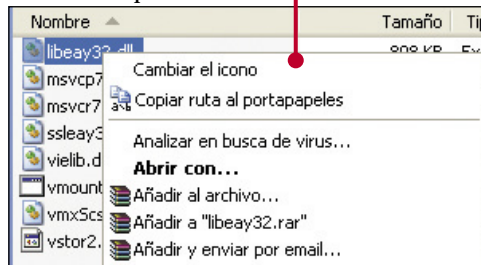 Nombre Tamaño
libeay32.dll 808 KB
Cambiar el icono
Copiar ruta al portapapeles
Analizar en busca de virus...
Abrir con...
Añadir al archivo...
Añadir a "libeay32.rar"
Añadir y enviar por email...
msvcp7
msvcr7
ssleay3
vielib.d
vmount
vmx5cs
vstor2.